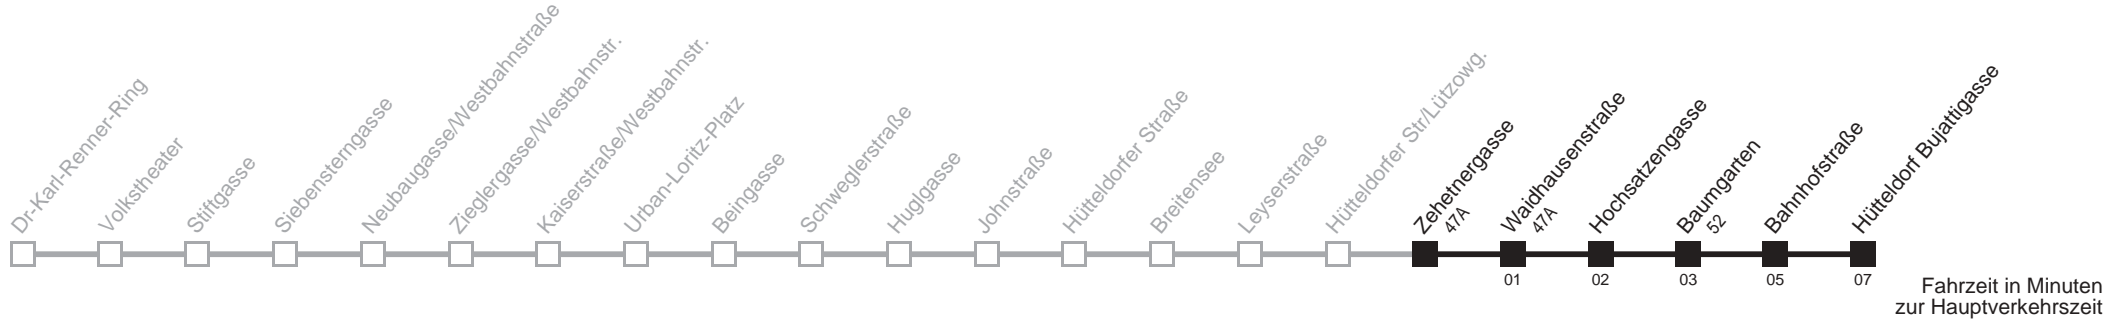 Dr-Karl-Renner-Ring
Volkstheater
Stiftgasse
Siebensterngasse
Neubaugasse/Westbahnstraße
Zieglergasse/Westbahnstr.
Kaiserstraße/Westbahnstr.
Urban-Loritz-Platz
Beingasse
Schweglerstraße
Huglgasse
Johnstraße
Hütteldorfer Straße
Breitensee
Leyserstraße
Hütteldorfer Str/Lützowg.
Zehetnergasse
47A
Waidhausenstraße
47A
Hochsatzengasse
Baumgarten
52
Bahnhofstraße
Hütteldorf Bujattigasse
01
02
03
05
07
Fahrzeit in Minuten
zur Hauptverkehrszeit